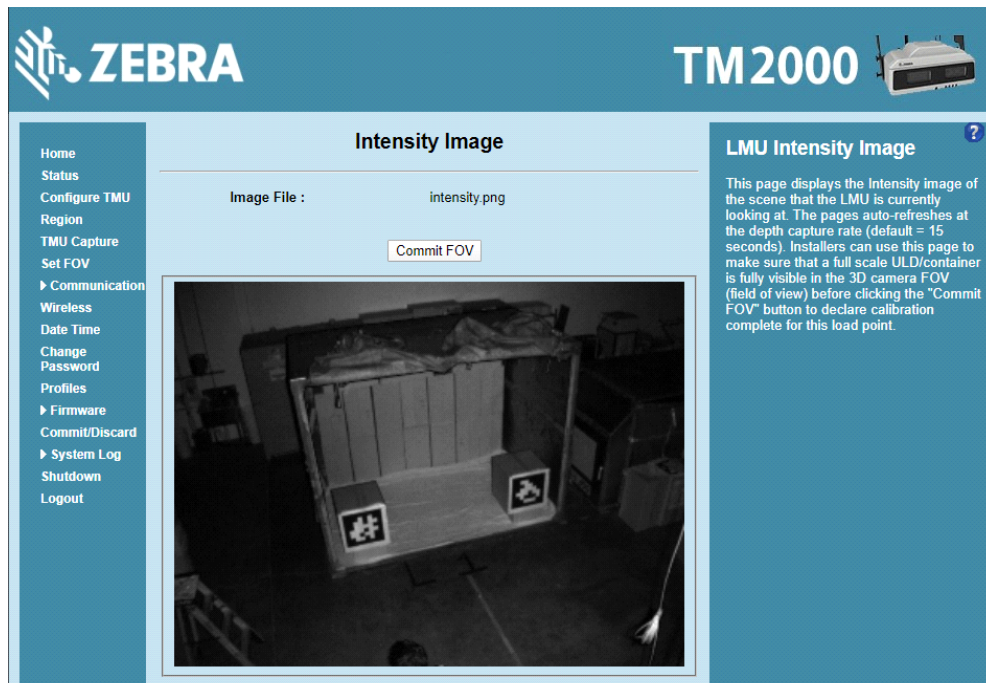 ZEBRA
TM2000
Home
Status
Configure TMU
Region
TMU Capture
Set FOV
Communication
Wireless
Date Time
Change
Password
Profiles
Firmware
Commit/Discard
System Log
Shutdown
Logout
Intensity Image
Image File :
intensity.png
Commit FOV
?
LMU Intensity Image
This page displays the Intensity image of
the scene that the LMU is currently
looking at. The pages auto-refreshes at
the depth capture rate (default = 15
seconds). Installers can use this page to
make sure that a full scale ULD/container
is fully visible in the 3D camera FOV
(field of view) before clicking the "Commit
FOV" button to declare calibration
complete for this load point.